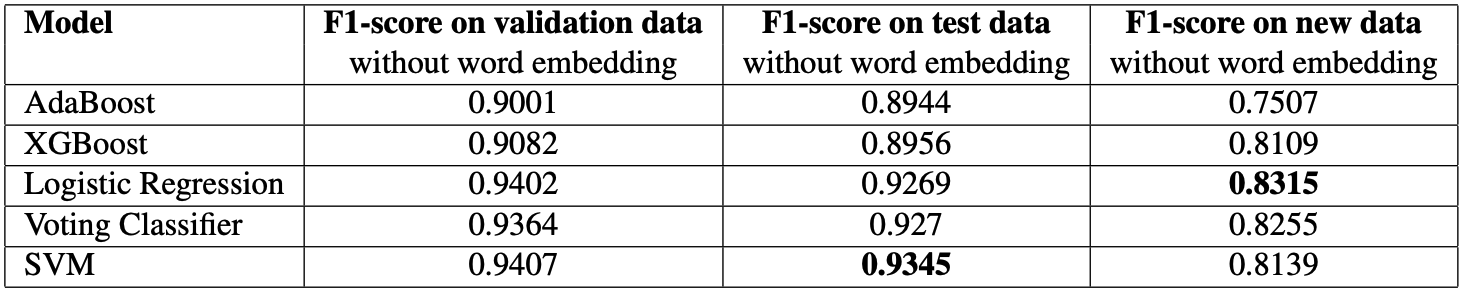 Model F1-score on validation data F1-score on test data F1-score on new data
without word embedding without word embedding without word embedding
AdaBoost 0.9001 0.8944 0.7507
XGBoost 0.9082 0.8956 0.8109
Logistic Regression 0.9402 0.9269 0.8315
Voting Classifier 0.9364 0.927 0.8255
SVM 0.9407 0.9345 0.8139